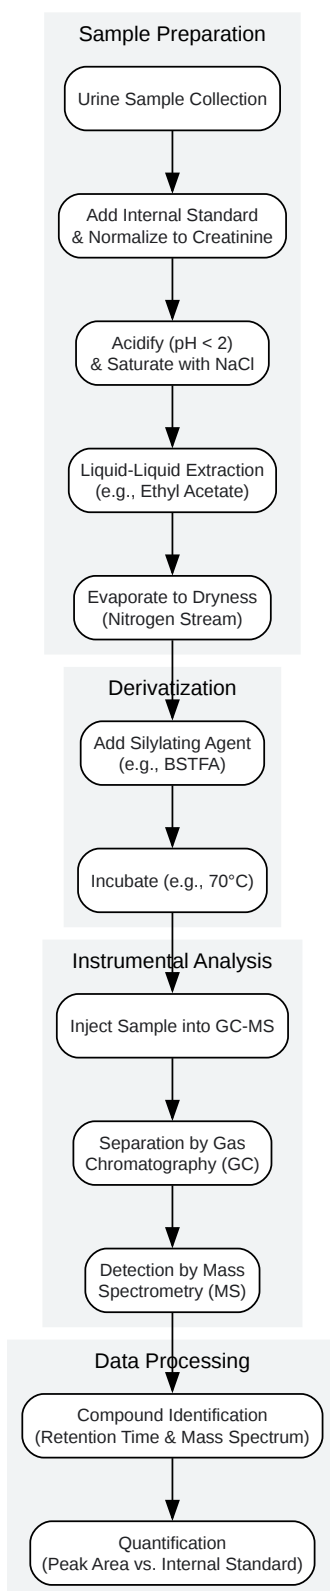 Sample Preparation
Urine Sample Collection
Add Internal Standard
& Normalize to Creatinine
Acidify (pH < 2)
& Saturate with NaCl
Liquid-Liquid Extraction
(e.g., Ethyl Acetate)
Evaporate to Dryness
(Nitrogen Stream)
Derivatization
Add Silylating Agent
(e.g., BSTFA)
Incubate (e.g., 70°C)
Instrumental Analysis
Inject Sample into GC-MS
Separation by Gas
Chromatography (GC)
Detection by Mass
Spectrometry (MS)
Data Processing
Compound Identification
(Retention Time & Mass Spectrum)
Quantification
(Peak Area vs. Internal Standard)